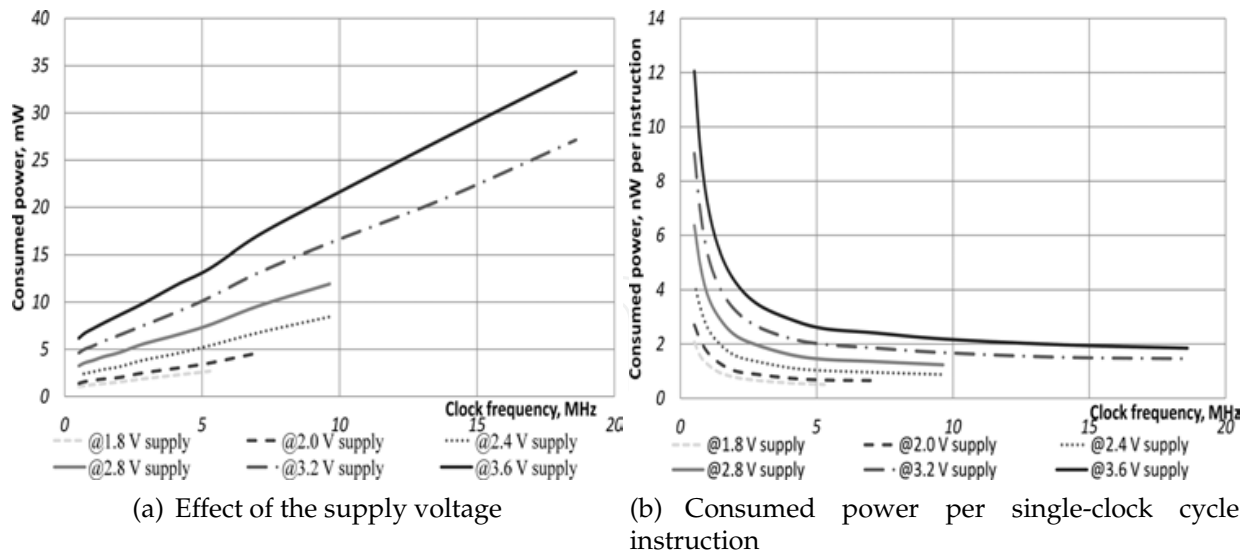 Consumed power, mW
40
35
30
25
20
15
10
5
0
0 5 10 15 20
Clock frequency, MHz
@1.8 V supply @2.0 V supply @2.4 V supply
@2.8 V supply @3.2 V supply @3.6 V supply
(a) Effect of the supply voltage
Consumed power, nW per instruction
14
12
10
8
6
4
2
0
0 5 10 15 20
Clock frequency, MHz
@1.8 V supply @2.0 V supply @2.4 V supply
@2.8 V supply @3.2 V supply @3.6 V supply
(b) Consumed power per single-clock cycle
instruction